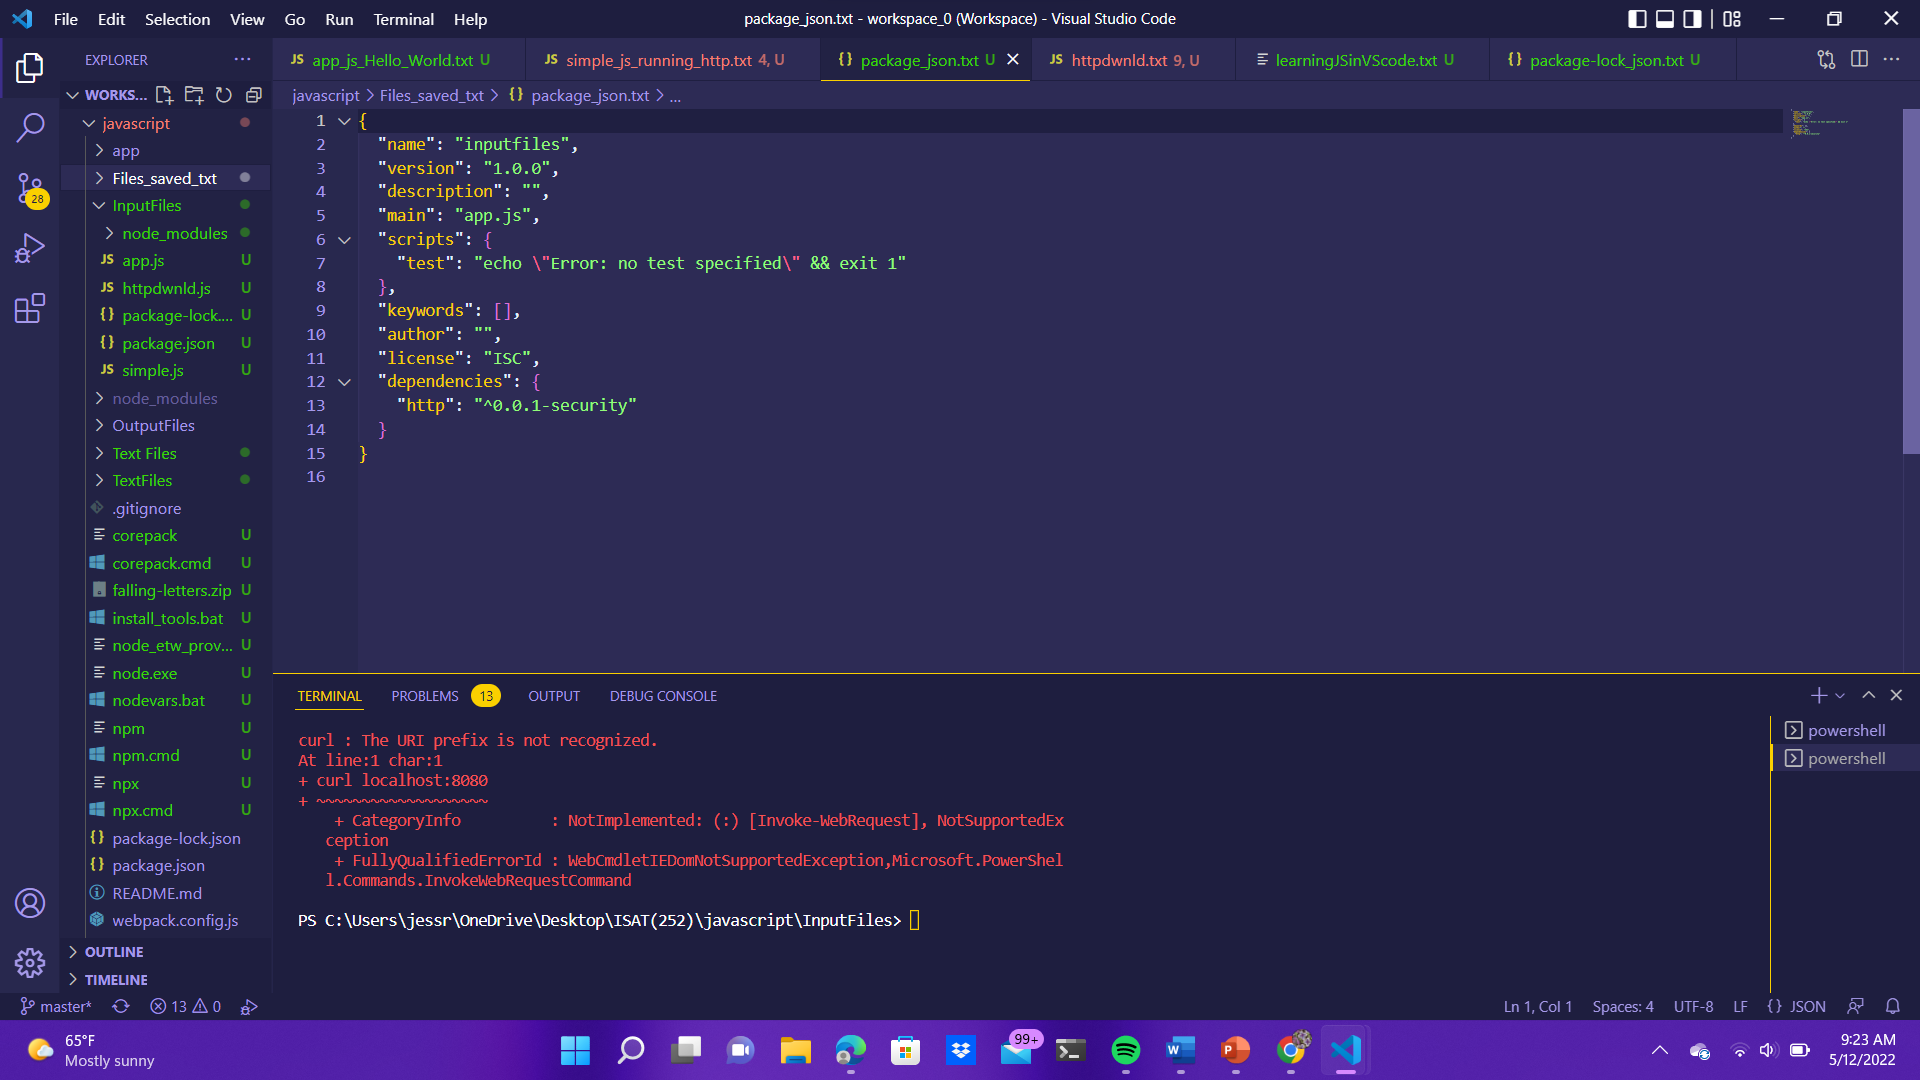 File Edit Selection View Go Run Terminal Help
package_json.txt - workspace_0 (Workspace) - Visual Studio Code
EXPLORER
JS app_js_Hello_World.txt U
JS simple_js_running_http.txt 4, U
{} package_json.txt U
JS httpdwnld.txt 9, U
learningJSinVScode.txt U
{} package-lock_json.txt U
WORKS...
javascript > Files_saved_txt > {} package_json.txt > ...
javascript
app
Files_saved_txt
InputFiles
node_modules
JS app.js U
JS httpdwnld.js U
{} package-lock.... U
{} package.json U
JS simple.js U
node_modules
OutputFiles
Text Files
TextFiles
.gitignore
corepack U
corepack.cmd U
falling-letters.zip U
install_tools.bat U
node_etw_prov... U
node.exe U
nodevars.bat U
npm U
npm.cmd U
npx U
npx.cmd U
{} package-lock.json
{} package.json
README.md
webpack.config.js
OUTLINE
TIMELINE
28
1 {
2 "name": "inputfiles",
3 "version": "1.0.0",
4 "description": "",
5 "main": "app.js",
6 "scripts": {
7 "test": "echo \"Error: no test specified\" && exit 1"
8 },
9 "keywords": [],
10 "author": "",
11 "license": "ISC",
12 "dependencies": {
13 "http": "^0.0.1-security"
14 }
15 }
16
TERMINAL PROBLEMS 13 OUTPUT DEBUG CONSOLE
curl : The URI prefix is not recognized.
At line:1 char:1
+ curl localhost:8080
+ ~~~~~~~~~~~~~~~~~~~
+ CategoryInfo : NotImplemented: (:) [Invoke-WebRequest], NotSupportedEx
ception
+ FullyQualifiedErrorId : WebCmdletIEDomNotSupportedException,Microsoft.PowerShel
l.Commands.InvokeWebRequestCommand
PS C:\Users\jessr\OneDrive\Desktop\ISAT(252)\javascript\InputFiles>
powershell
powershell
master* 13 0
Ln 1, Col 1 Spaces: 4 UTF-8 LF {} JSON
65°F
Mostly sunny
99+
9:23 AM
5/12/2022